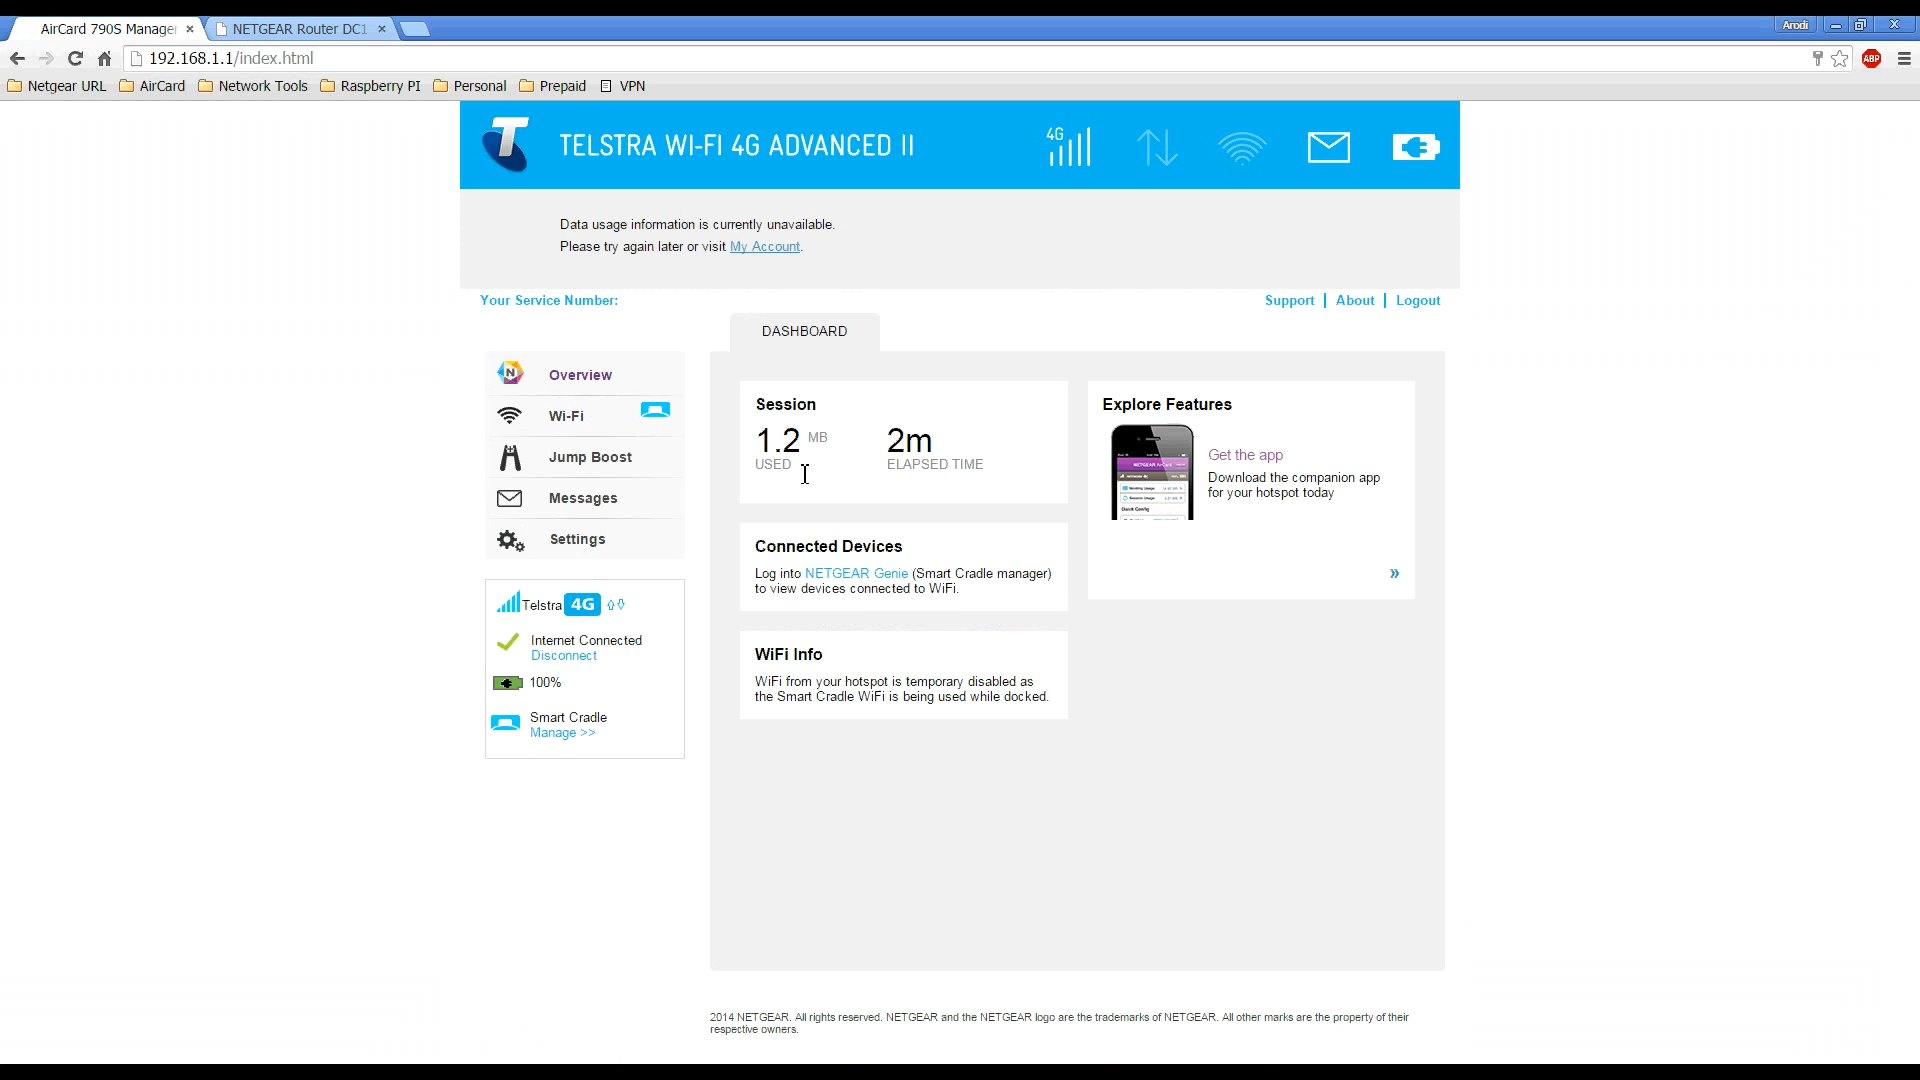 AirCard 790S Manager
NETGEAR Router DC1
Arodi
192.168.1.1/index.html
ABP
Netgear URL
AirCard
Network Tools
Raspberry PI
Personal
Prepaid
VPN
T
TELSTRA WI-FI 4G ADVANCED II
4G
Data usage information is currently unavailable.
Please try again later or visit My Account.
Your Service Number:
Support | About | Logout
DASHBOARD
N
Overview
Wi-Fi
Jump Boost
Messages
Settings
Telstra 4G
Internet Connected
Disconnect
100%
Smart Cradle
Manage >>
Session
1.2 MB
USED
2m
ELAPSED TIME
Connected Devices
Log into NETGEAR Genie (Smart Cradle manager)
to view devices connected to WiFi.
WiFi Info
WiFi from your hotspot is temporary disabled as
the Smart Cradle WiFi is being used while docked.
Explore Features
NETGEAR AirCard
Get the app
Download the companion app
for your hotspot today
»
2014 NETGEAR. All rights reserved. NETGEAR and the NETGEAR logo are the trademarks of NETGEAR. All other marks are the property of their
respective owners.